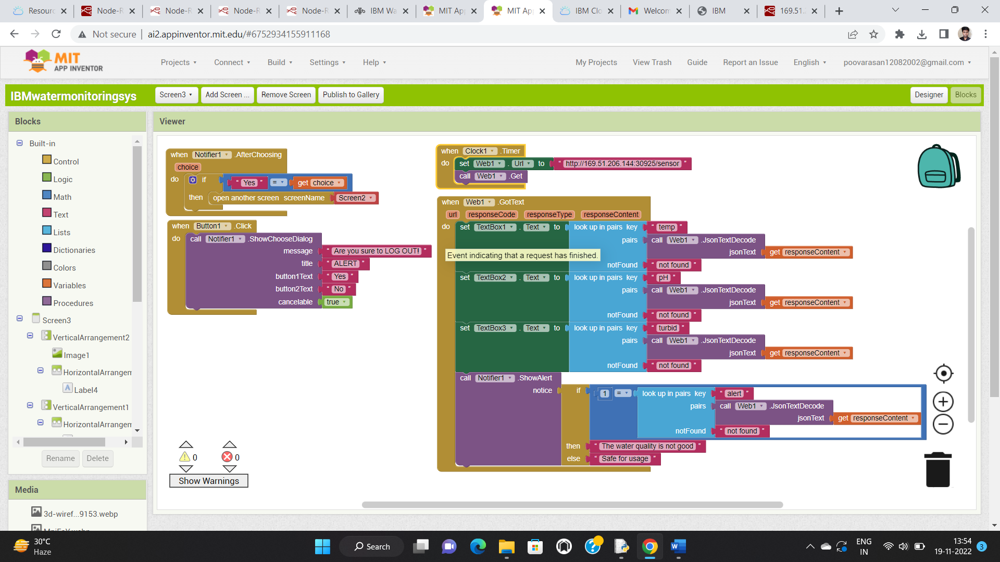 Resourc
Node-R
Node-R
Node-R
Node-R
IBM Wa
MIT App
MIT App
IBM Clo
Welcom
IBM
169.51.
Not secure | ai2.appinventor.mit.edu/#6752934155911168
MIT
APP INVENTOR
Projects
Connect
Build
Settings
Help
My Projects
View Trash
Guide
Report an Issue
English
poovarasan12082002@gmail.com
IBMwatermonitoringsys
Screen3
Add Screen ...
Remove Screen
Publish to Gallery
Designer
Blocks
Blocks
Built-in
Control
Logic
Math
Text
Lists
Dictionaries
Colors
Variables
Procedures
Screen3
VerticalArrangement2
Image1
HorizontalArrangem
Label4
VerticalArrangement1
HorizontalArrangem
Rename
Delete
Media
3d-wiref...9153.webp
Viewer
when Notifier1 .AfterChoosing
choice
do if " Yes " = get choice
then open another screen screenName Screen2
when Button1 .Click
do call Notifier1 .ShowChooseDialog
message " Are you sure to LOG OUT! "
title " ALERT "
button1Text " Yes "
button2Text " No "
cancelable true
when Clock1 .Timer
do set Web1 . Url to " http://169.51.206.144:30925/sensor "
call Web1 .Get
when Web1 .GotText
url responseCode responseType responseContent
do set TextBox1 . Text to look up in pairs key " temp "
pairs call Web1 .JsonTextDecode
jsonText get responseContent
Event indicating that a request has finished.
notFound " not found "
set TextBox2 . Text to look up in pairs key " pH "
pairs call Web1 .JsonTextDecode
jsonText get responseContent
notFound " not found "
set TextBox3 . Text to look up in pairs key " turbid "
pairs call Web1 .JsonTextDecode
jsonText get responseContent
notFound " not found "
call Notifier1 .ShowAlert
notice if 1 = look up in pairs key " alert "
pairs call Web1 .JsonTextDecode
jsonText get responseContent
notFound " not found "
then " The water quality is not good "
else " Safe for usage "
0
0
Show Warnings
30°C
Haze
Search
ENG
IN
13:54
19-11-2022
3